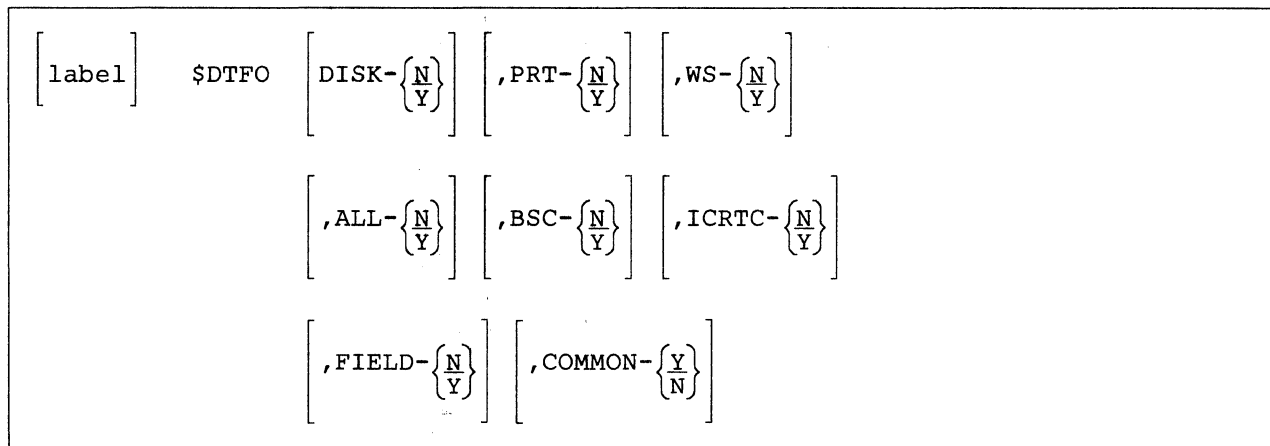 [label] $DTFO [DISK-{N/Y}] [,PRT-{N/Y}] [,WS-{N/Y}]
[,ALL-{N/Y}] [,BSC-{N/Y}] [,ICRTC-{N/Y}]
[,FIELD-{N/Y}] [,COMMON-{Y/N}]